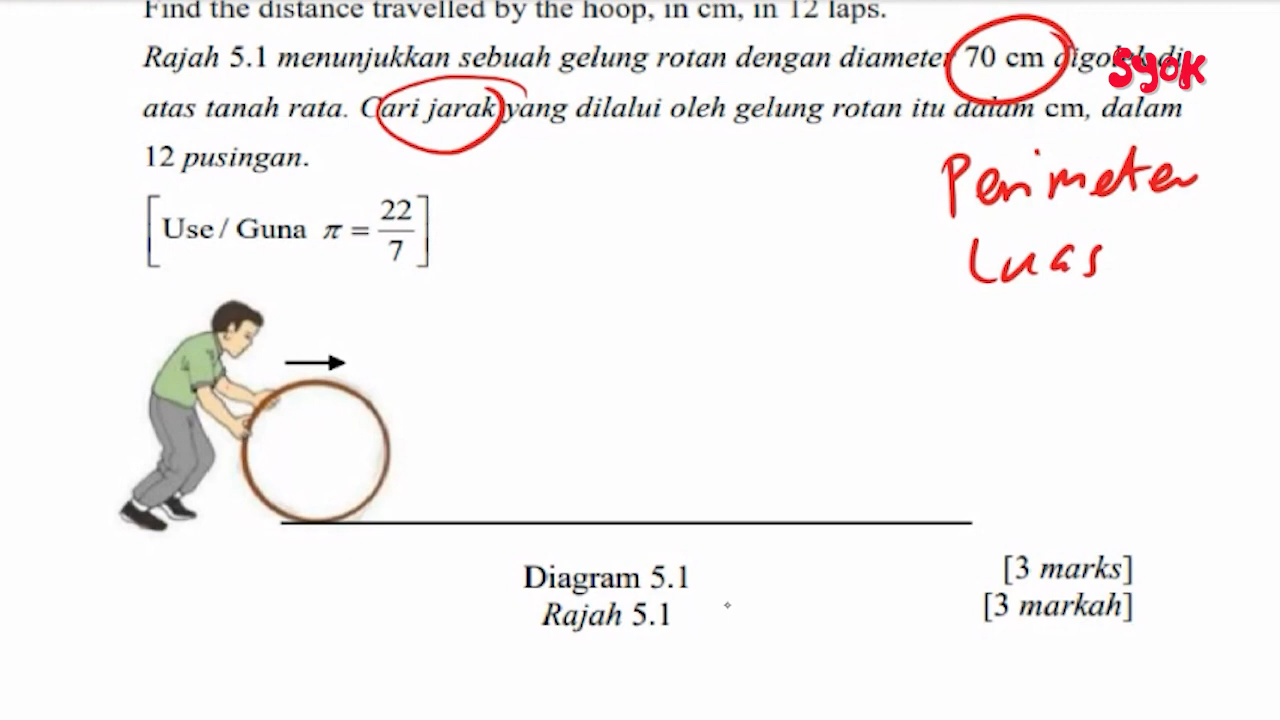 Find the distance travelled by the hoop, in cm, in 12 laps.
Rajah 5.1 menunjukkan sebuah gelung rotan dengan diameter 70 cm digolek di
syok
atas tanah rata. Cari jarak yang dilalui oleh gelung rotan itu dalam cm, dalam
12 pusingan.
Perimeter
[Use / Guna π = 22/7]
Luas
Diagram 5.1
Rajah 5.1
[3 marks]
[3 markah]